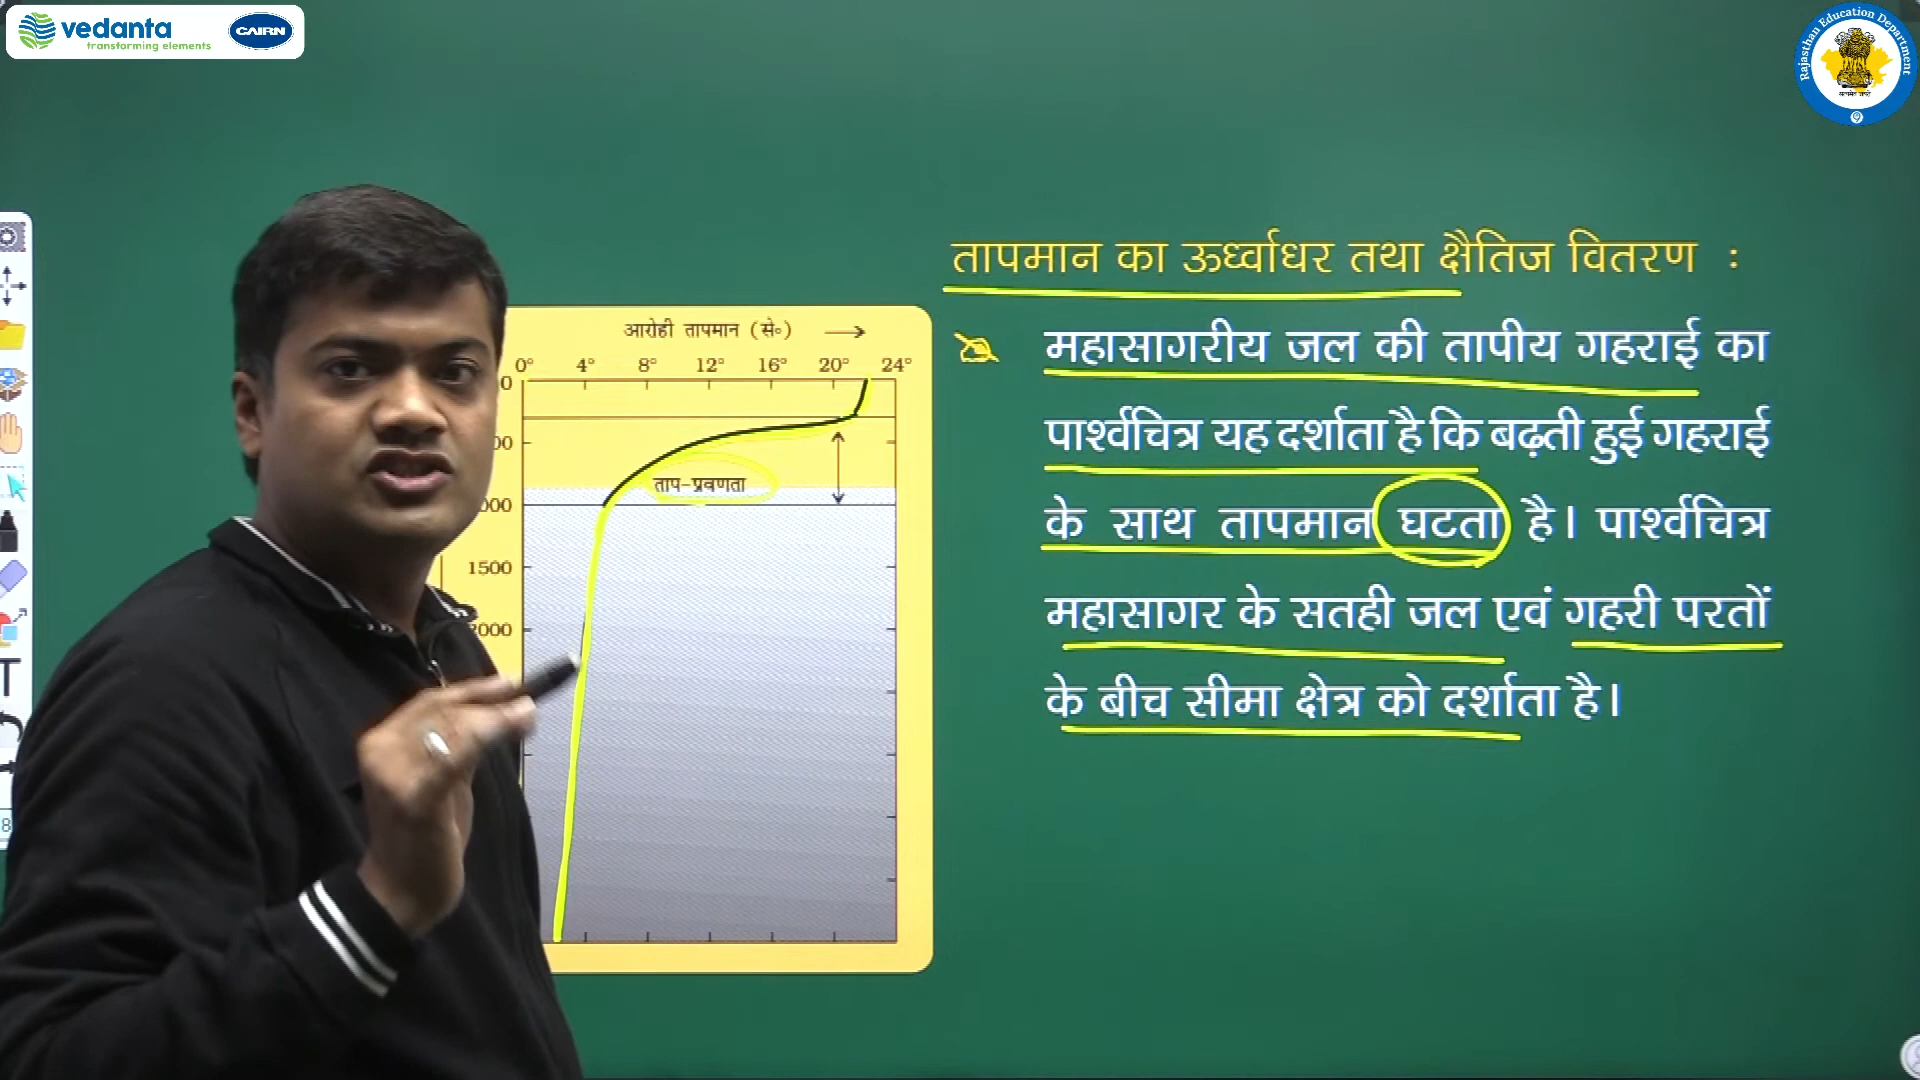 vedanta
transforming elements
CAIRN
Rajasthan Education Department
तापमान का ऊर्ध्वाधर तथा क्षैतिज वितरण :
महासागरीय जल की तापीय गहराई का
पार्श्वचित्र यह दर्शाता है कि बढ़ती हुई गहराई
के साथ तापमान घटता है। पार्श्वचित्र
महासागर के सतही जल एवं गहरी परतों
के बीच सीमा क्षेत्र को दर्शाता है।
आरोही तापमान (से॰)
0° 4° 8° 12° 16° 20° 24°
0
ताप-प्रवणता
1500